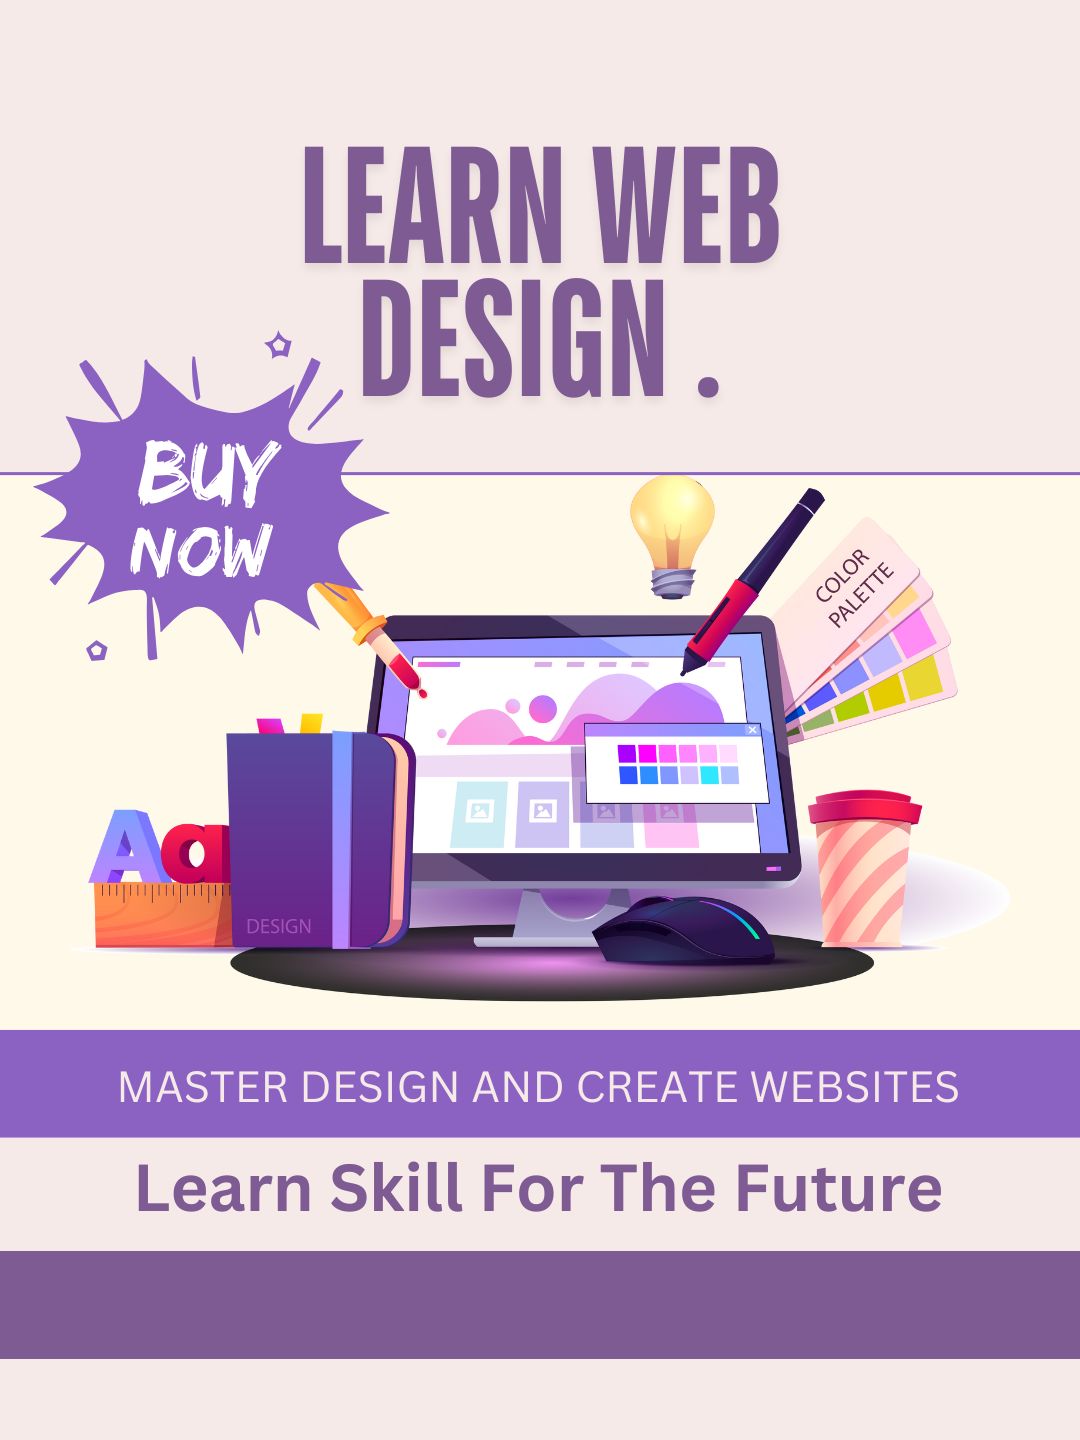 LEARN WEB
DESIGN .
BUY
NOW
COLOR
PALETTE
Aa
DESIGN
MASTER DESIGN AND CREATE WEBSITES
Learn Skill For The Future